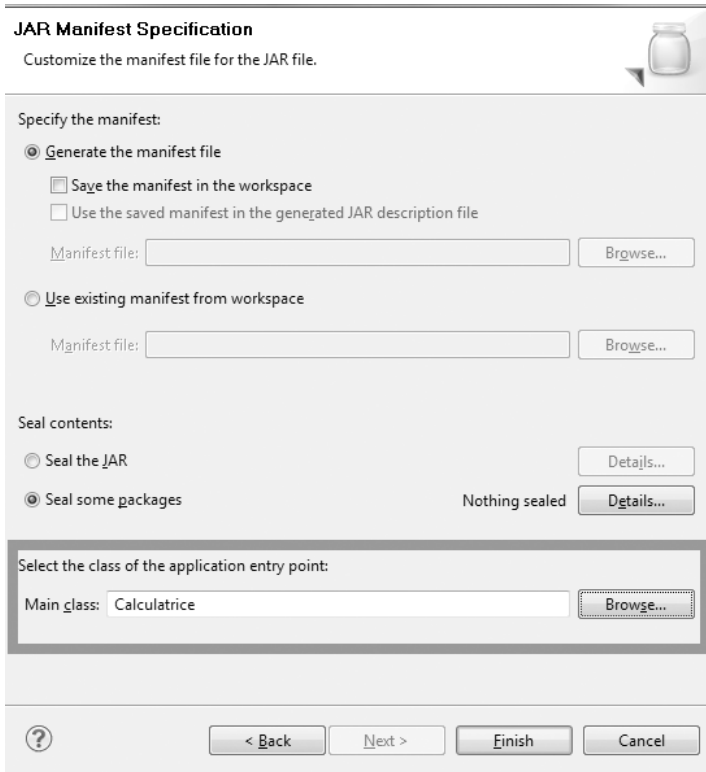 JAR Manifest Specification
Customize the manifest file for the JAR file.
Specify the manifest:
Generate the manifest file
Save the manifest in the workspace
Use the saved manifest in the generated JAR description file
Manifest file: Browse...
Use existing manifest from workspace
Manifest file: Browse...
Seal contents:
Seal the JAR Details...
Seal some packages Nothing sealed Details...
Select the class of the application entry point:
Main class: Calculatrice Browse...
? < Back Next > Finish Cancel